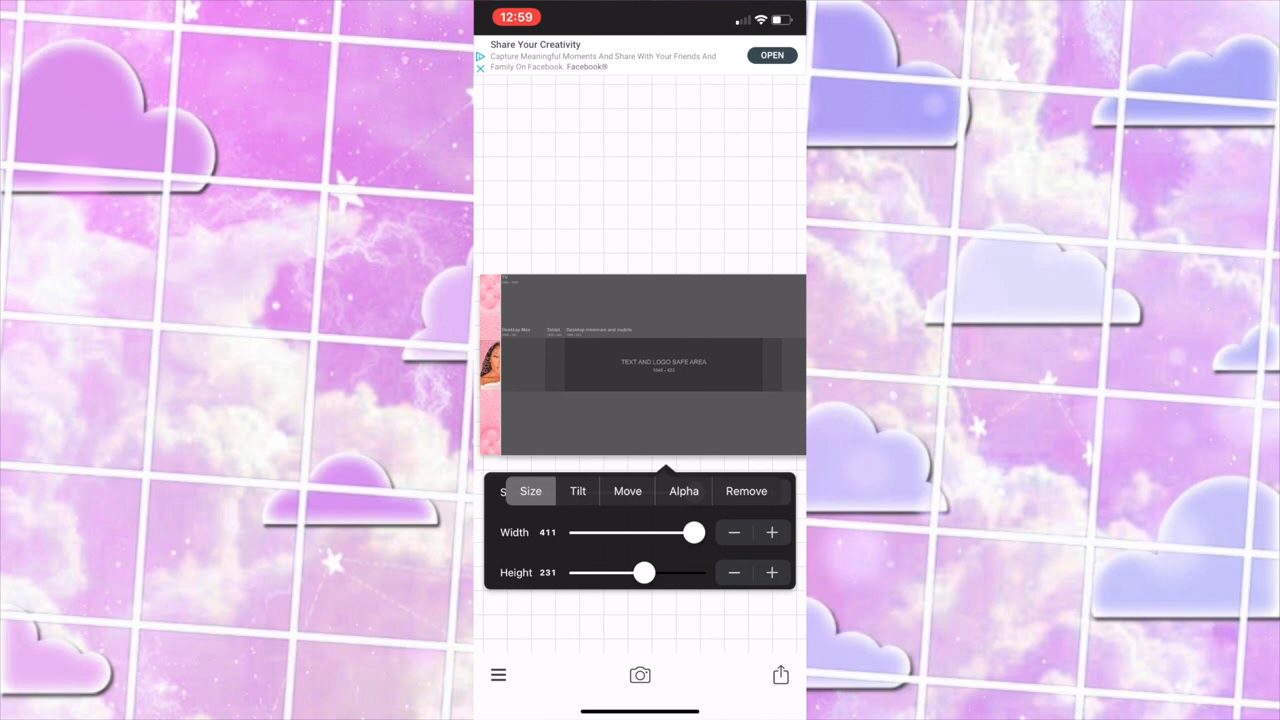 12:59
Share Your Creativity
Capture Meaningful Moments And Share With Your Friends And
Family On Facebook. Facebook®
OPEN
TV
Desktop Max
Tablet
Desktop minimum and mobile
TEXT AND LOGO SAFE AREA
S
Size
Tilt
Move
Alpha
Remove
Width 411
Height 231